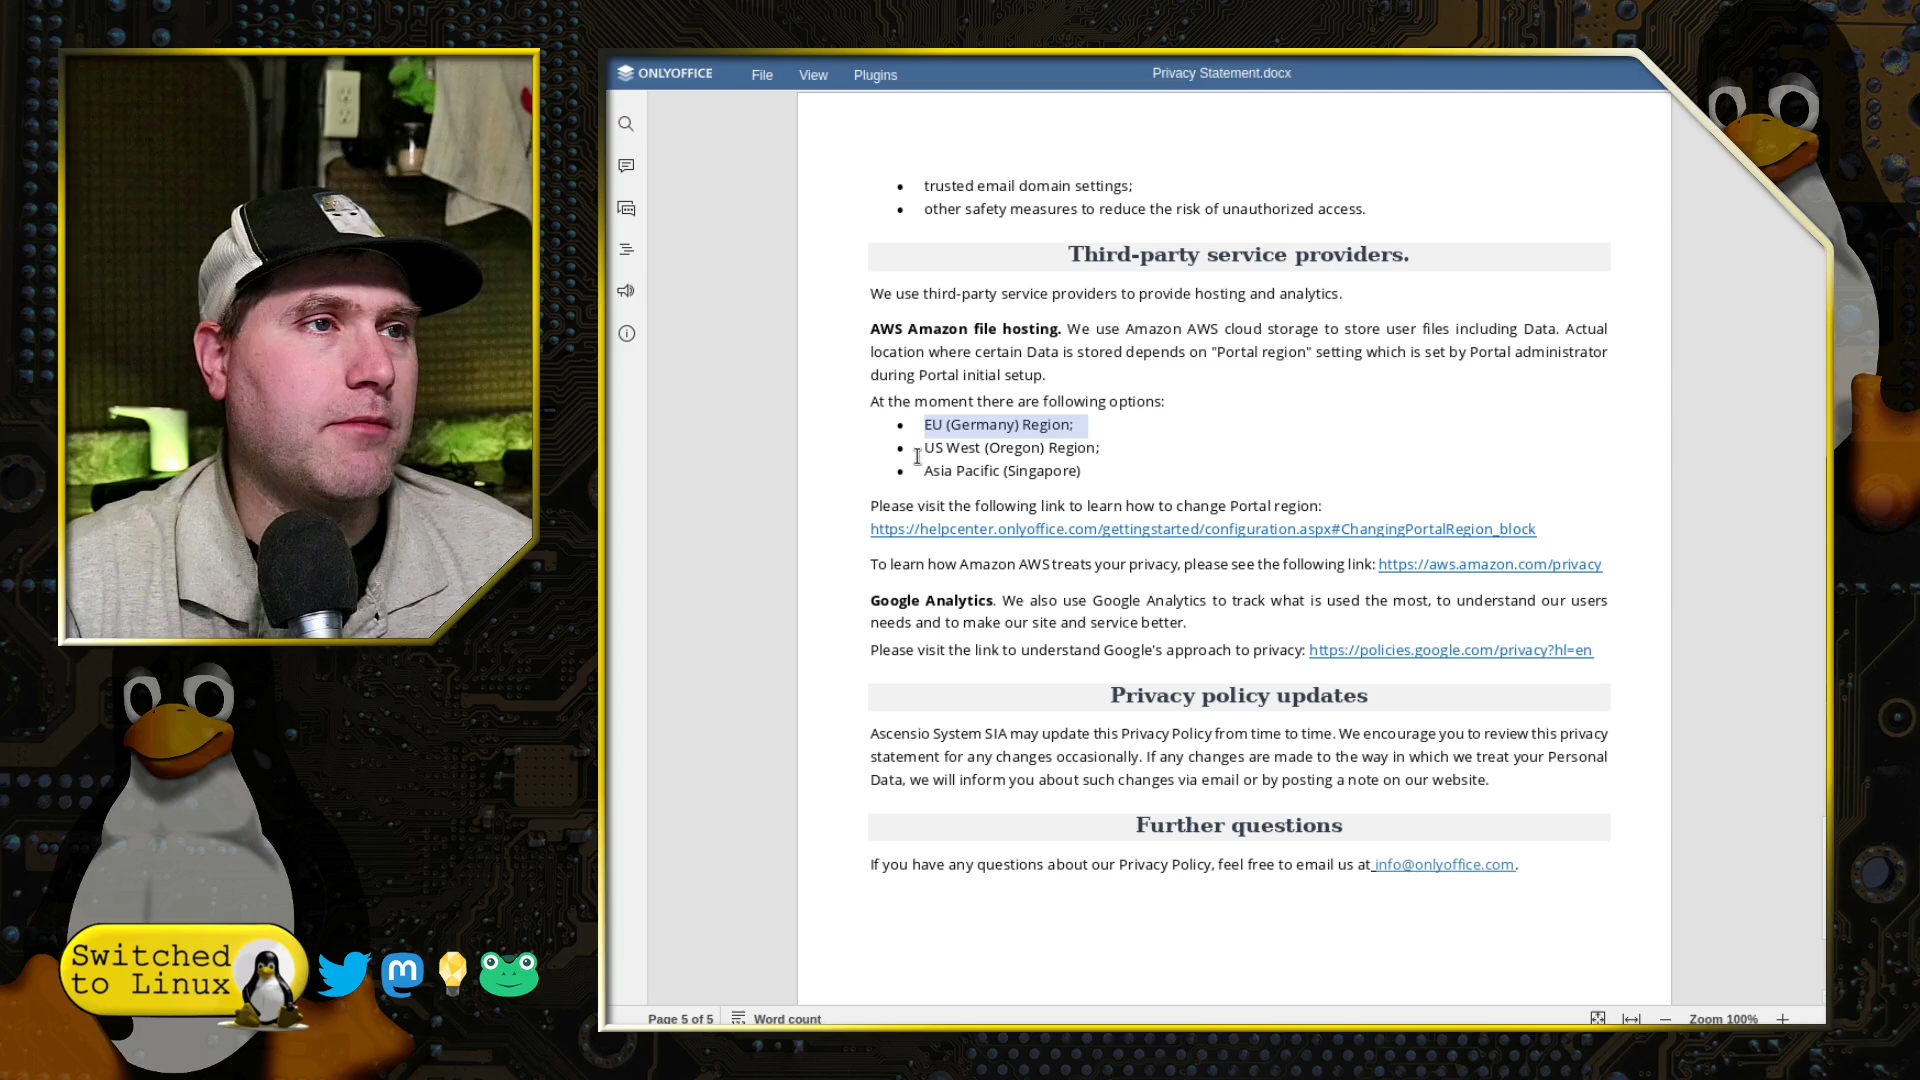 ONLYOFFICE File View Plugins Privacy Statement.docx
• trusted email domain settings;
• other safety measures to reduce the risk of unauthorized access.
Third-party service providers.
We use third-party service providers to provide hosting and analytics.
AWS Amazon file hosting. We use Amazon AWS cloud storage to store user files including Data. Actual
location where certain Data is stored depends on "Portal region" setting which is set by Portal administrator
during Portal initial setup.
At the moment there are following options:
• EU (Germany) Region;
• US West (Oregon) Region;
• Asia Pacific (Singapore)
Please visit the following link to learn how to change Portal region:
https://helpcenter.onlyoffice.com/gettingstarted/configuration.aspx#ChangingPortalRegion_block
To learn how Amazon AWS treats your privacy, please see the following link: https://aws.amazon.com/privacy
Google Analytics. We also use Google Analytics to track what is used the most, to understand our users
needs and to make our site and service better.
Please visit the link to understand Google's approach to privacy: https://policies.google.com/privacy?hl=en
Privacy policy updates
Ascensio System SIA may update this Privacy Policy from time to time. We encourage you to review this privacy
statement for any changes occasionally. If any changes are made to the way in which we treat your Personal
Data, we will inform you about such changes via email or by posting a note on our website.
Further questions
If you have any questions about our Privacy Policy, feel free to email us at info@onlyoffice.com.
Page 5 of 5 Word count Zoom 100%
Switched
to Linux